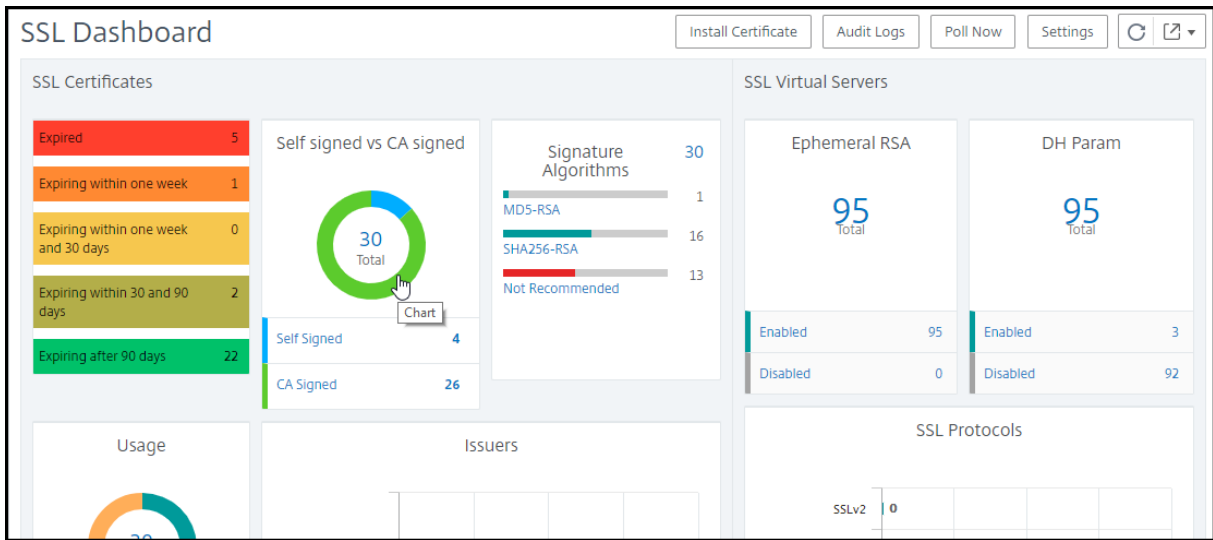 SSL Dashboard
Install Certificate
Audit Logs
Poll Now
Settings
SSL Certificates
Expired 5
Expiring within one week 1
Expiring within one week 0
and 30 days
Expiring within 30 and 90 2
days
Expiring after 90 days 22
Self signed vs CA signed
30
Total
Chart
Self Signed 4
CA Signed 26
Signature 30
Algorithms
1
MD5-RSA
16
SHA256-RSA
13
Not Recommended
SSL Virtual Servers
Ephemeral RSA
95
Total
Enabled 95
Disabled 0
DH Param
95
Total
Enabled 3
Disabled 92
Usage
30
Issuers
SSL Protocols
SSLv2 0